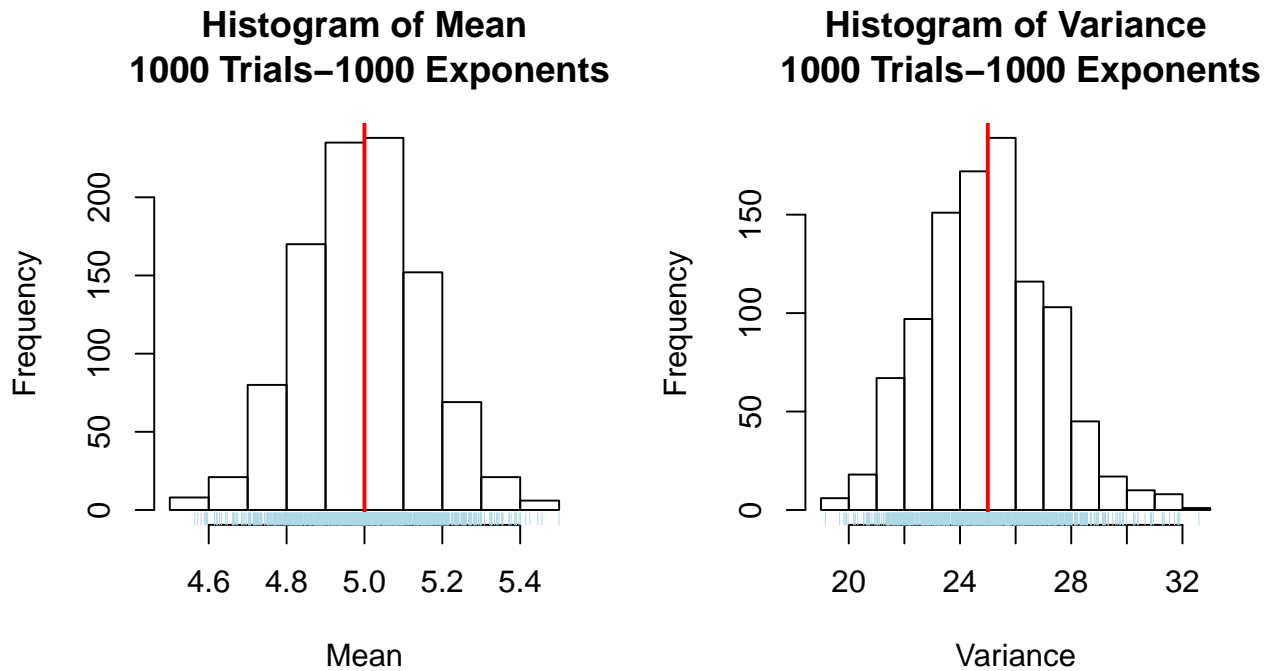 Histogram of Mean
1000 Trials−1000 Exponents
Frequency
200
150
100
50
0
4.6 4.8 5.0 5.2 5.4
Mean
Histogram of Variance
1000 Trials−1000 Exponents
Frequency
150
100
50
0
20 24 28 32
Variance